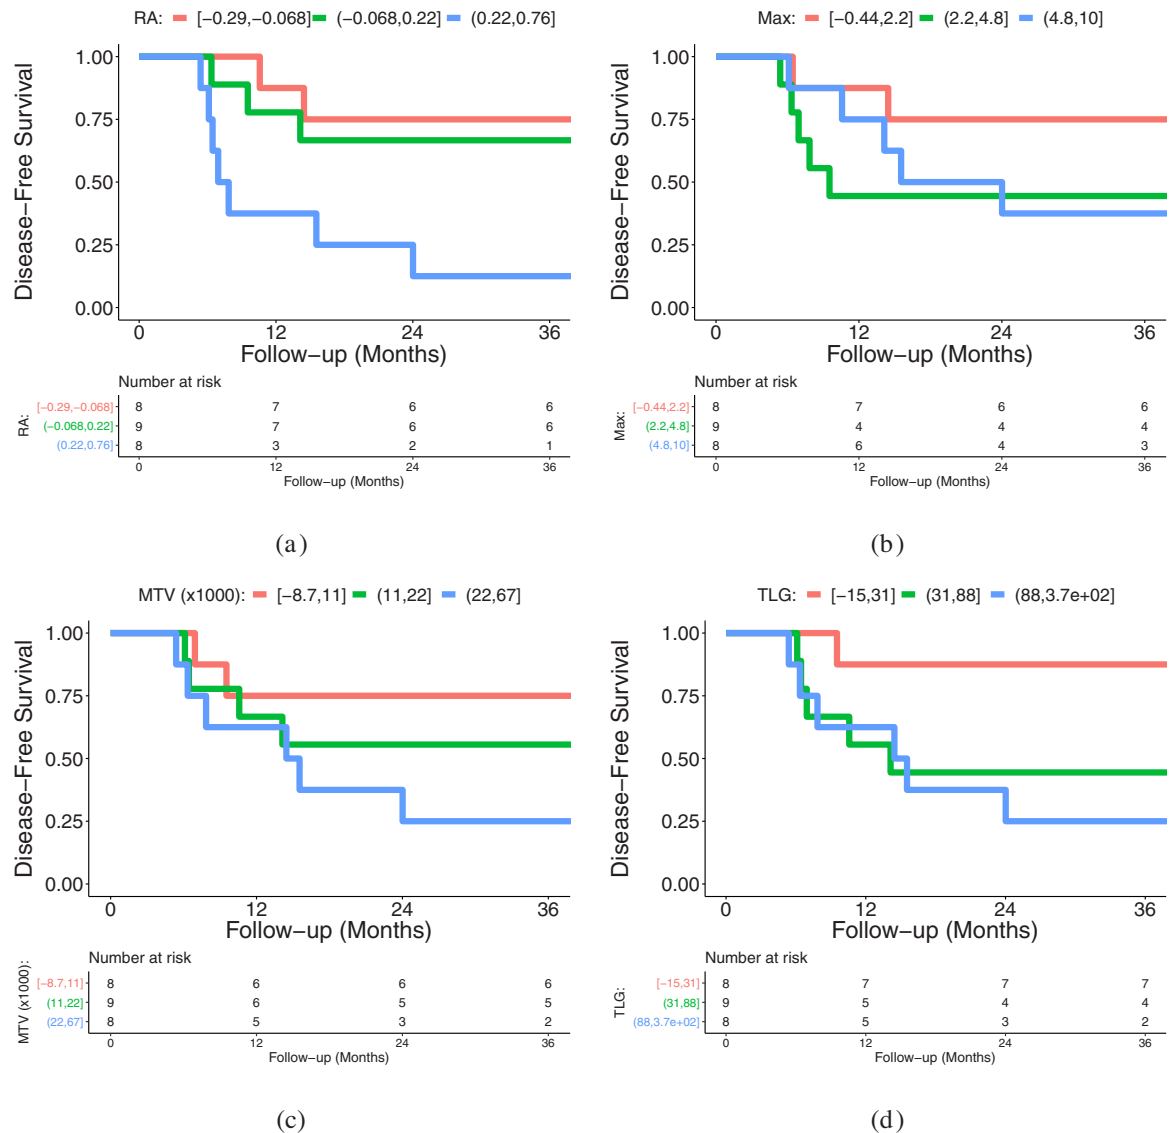 RA: [−0.29,−0.068] (−0.068,0.22] (0.22,0.76]
1.00
0.75
0.50
0.25
0.00
Disease−Free Survival
0 12 24 36
Follow−up (Months)
Number at risk
RA:
[−0.29,−0.068] 8 7 6 6
(−0.068,0.22] 9 7 6 6
(0.22,0.76] 8 3 2 1
0 12 24 36
Follow−up (Months)
(a)
Max: [−0.44,2.2] (2.2,4.8] (4.8,10]
1.00
0.75
0.50
0.25
0.00
Disease−Free Survival
0 12 24 36
Follow−up (Months)
Number at risk
Max:
[−0.44,2.2] 8 7 6 6
(2.2,4.8] 9 4 4 4
(4.8,10] 8 6 4 3
0 12 24 36
Follow−up (Months)
(b)
MTV (x1000): [−8.7,11] (11,22] (22,67]
1.00
0.75
0.50
0.25
0.00
Disease−Free Survival
0 12 24 36
Follow−up (Months)
Number at risk
MTV (x1000):
[−8.7,11] 8 6 6 6
(11,22] 9 6 5 5
(22,67] 8 5 3 2
0 12 24 36
Follow−up (Months)
(c)
TLG: [−15,31] (31,88] (88,3.7e+02]
1.00
0.75
0.50
0.25
0.00
Disease−Free Survival
0 12 24 36
Follow−up (Months)
Number at risk
TLG:
[−15,31] 8 7 7 7
(31,88] 9 5 4 4
(88,3.7e+02] 8 5 3 2
0 12 24 36
Follow−up (Months)
(d)